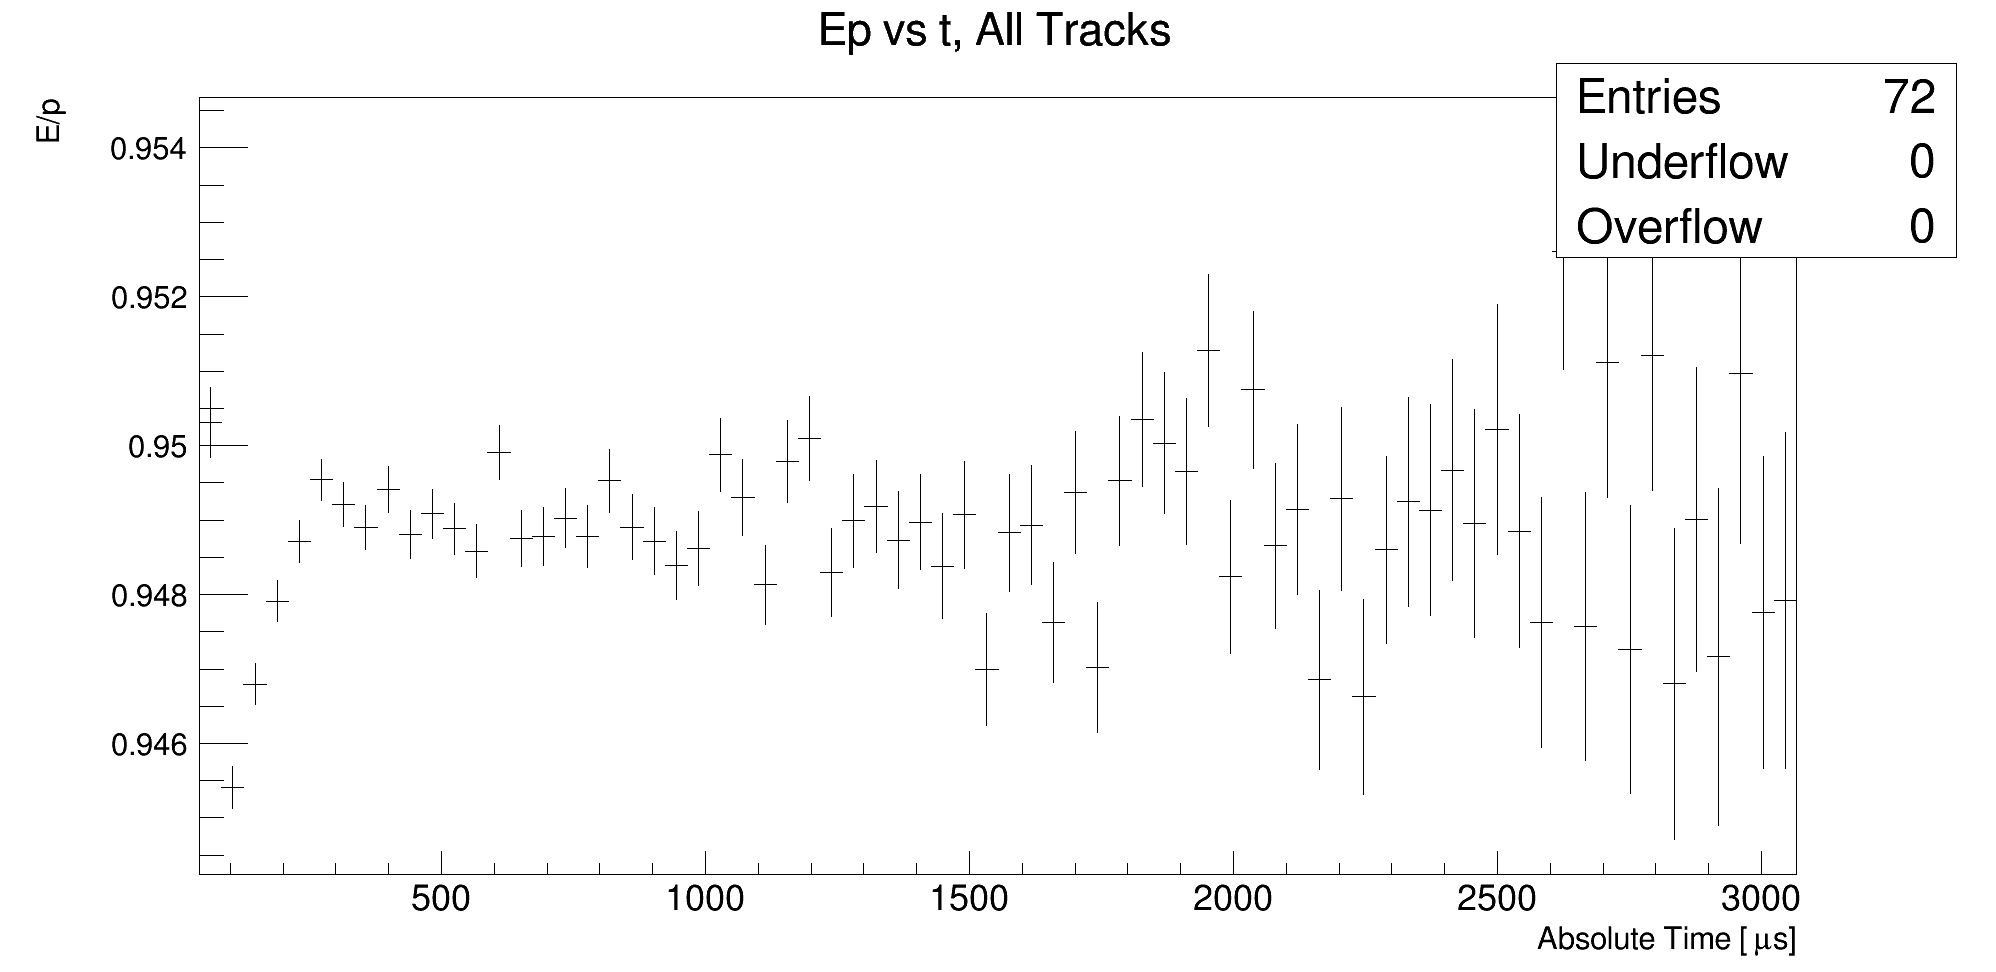 Ep vs t, All Tracks
Entries 72
Underflow 0
Overflow 0
E/p
0.954
0.952
0.95
0.948
0.946
500 1000 1500 2000 2500 3000
Absolute Time [ μs]